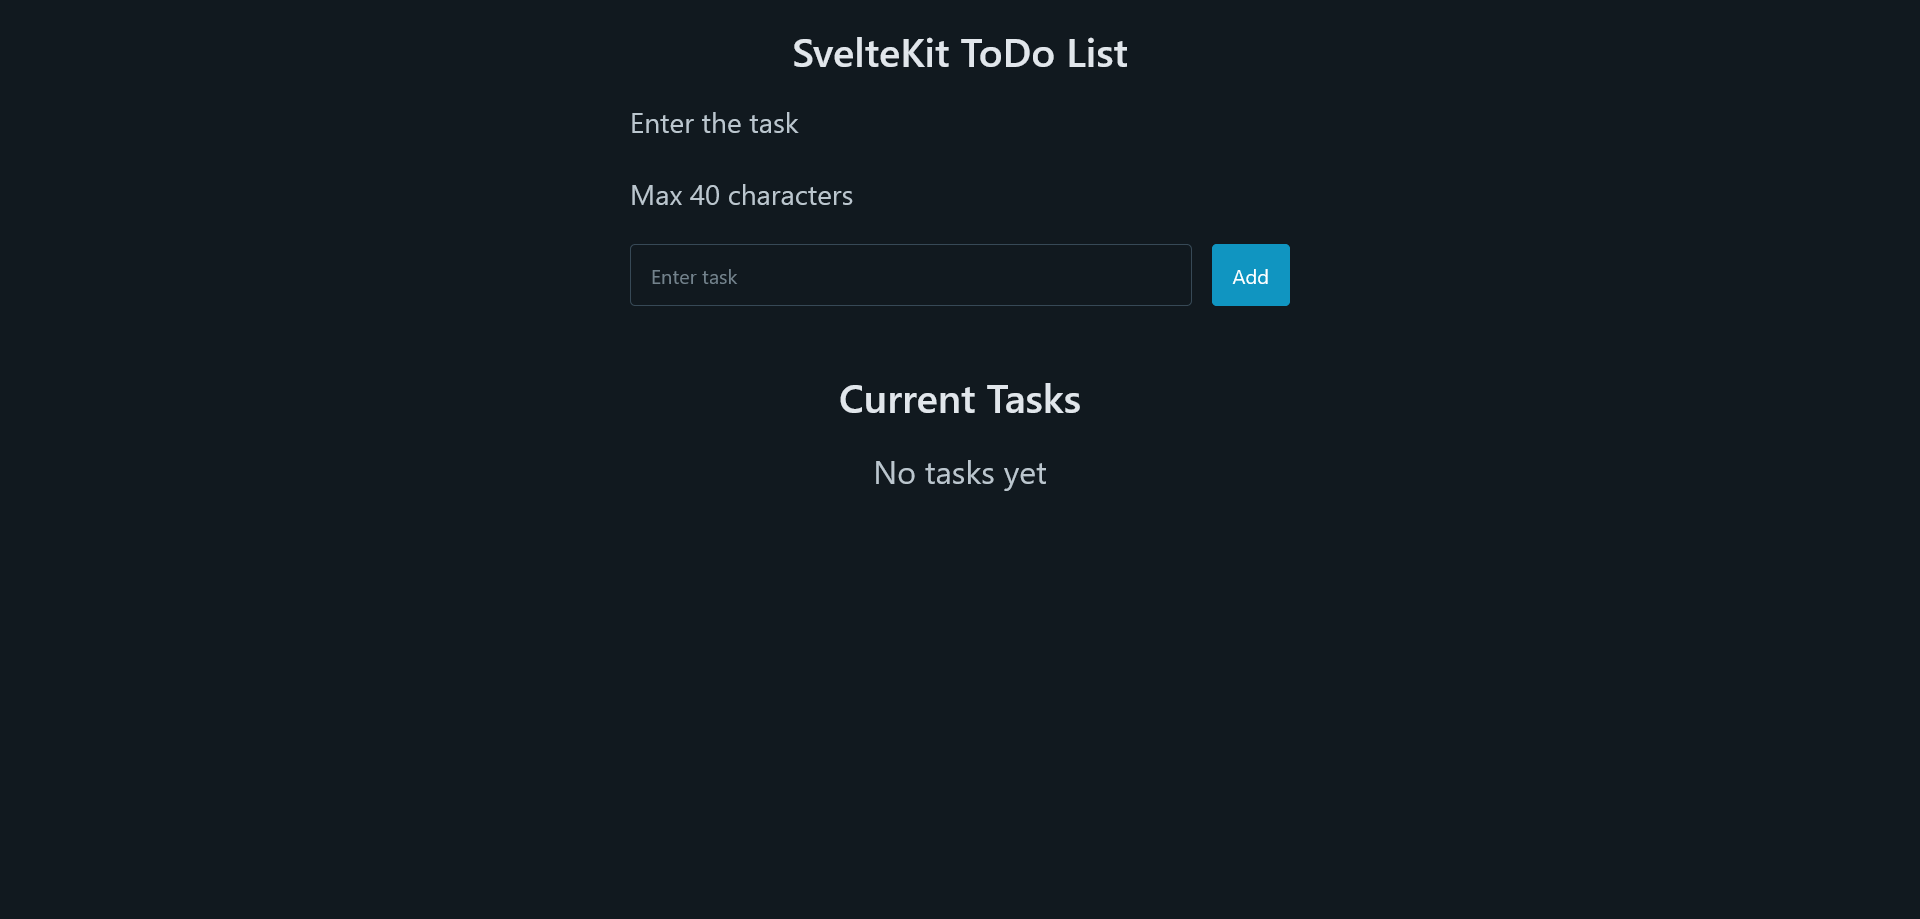 SvelteKit ToDo List
Enter the task
Max 40 characters
Enter task
Add
Current Tasks
No tasks yet